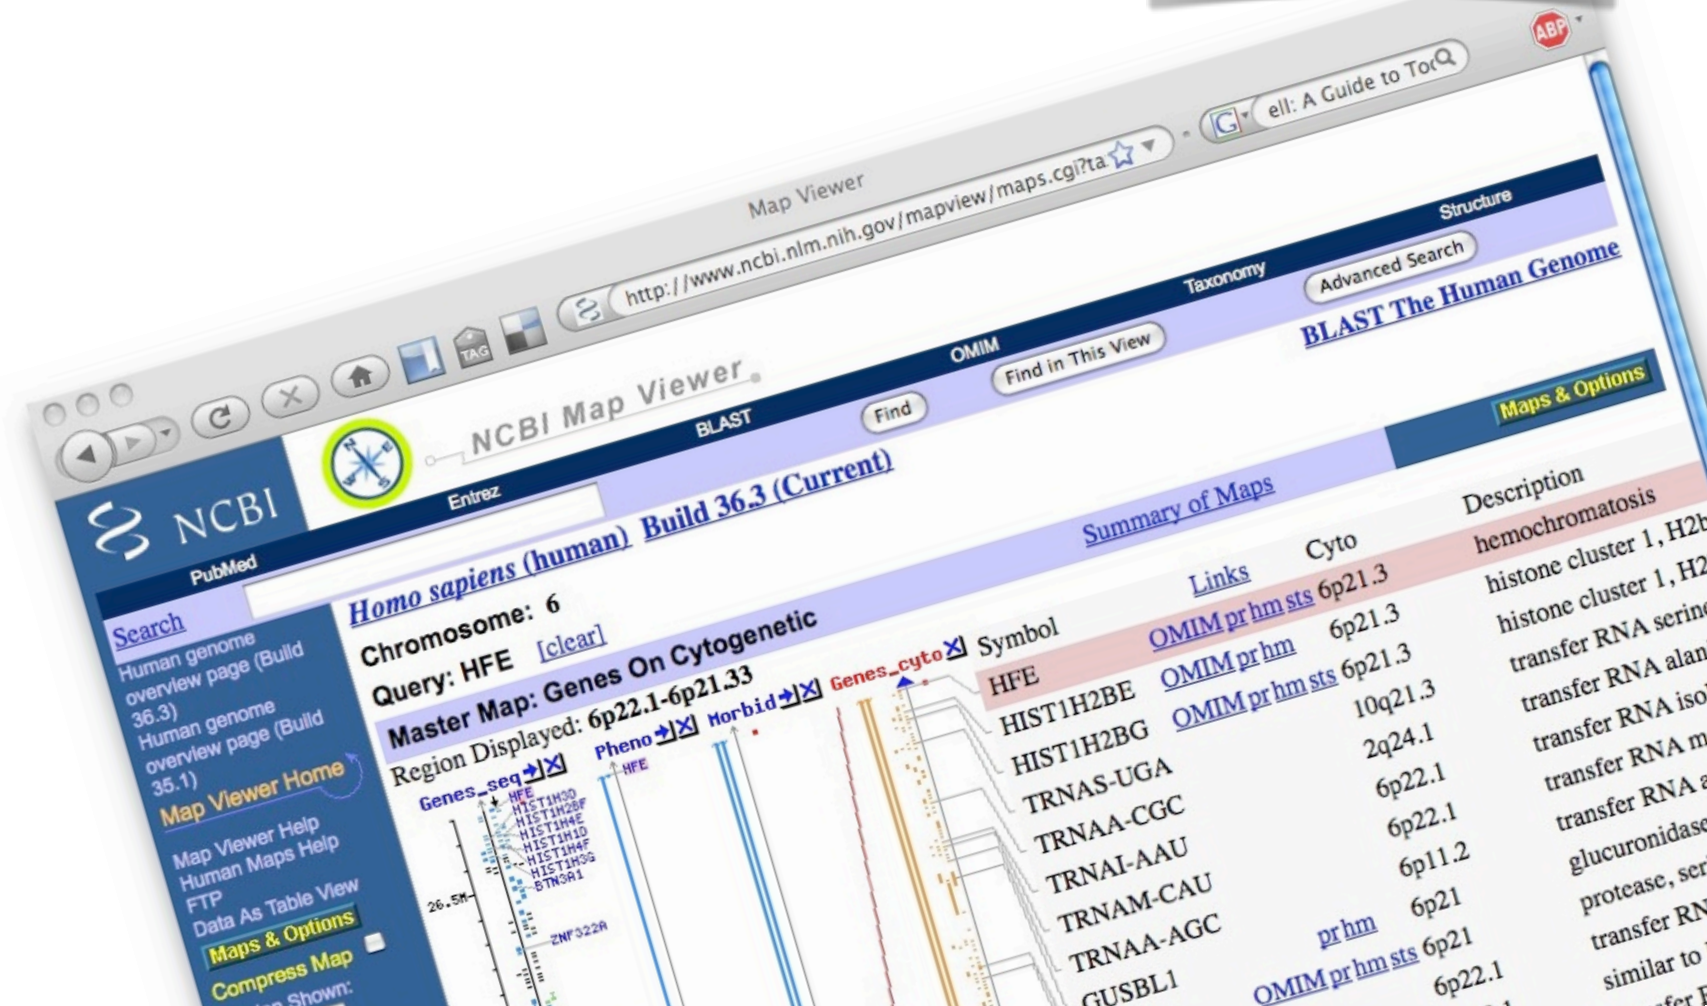 Map Viewer
http://www.ncbi.nlm.nih.gov/mapview/maps.cgi?ta
G
ell: A Guide to Too
ABP
TAG
NCBI
NCBI Map Viewer
PubMed
Entrez
BLAST
OMIM
Taxonomy
Structure
Search
Find
Find in This View
Advanced Search
Homo sapiens (human) Build 36.3 (Current)
BLAST The Human Genome
Chromosome: 6
Query: HFE [clear]
Master Map: Genes On Cytogenetic
Summary of Maps
Maps & Options
Region Displayed: 6p22.1-6p21.33
Human genome
overview page (Build
36.3)
Human genome
overview page (Build
35.1)
Map Viewer Home
Map Viewer Help
Human Maps Help
FTP
Data As Table View
Maps & Options
Compress Map
Shown:
Genes_seq
HFE
HIST1H3D
HIST1H2BF
HIST1H4E
HIST1H1D
HIST1H4F
HIST1H3G
BTN3A1
26.5M
ZNF322A
Pheno
HFE
Morbid
Genes_cyto
Symbol Links Cyto Description
HFE OMIM pr hm sts 6p21.3 hemochromatosis
HIST1H2BE OMIM pr hm 6p21.3 histone cluster 1, H2b
HIST1H2BG OMIM pr hm sts 6p21.3 histone cluster 1, H2
TRNAS-UGA 10q21.3 transfer RNA serin
TRNAA-CGC 2q24.1 transfer RNA alan
TRNAI-AAU 6p22.1 transfer RNA iso
TRNAM-CAU 6p22.1 transfer RNA m
TRNAA-AGC 6p11.2 transfer RNA a
GUSBL1 pr hm 6p21 glucuronidase
OMIM pr hm sts 6p21 protease, ser
6p22.1 transfer RN
similar to